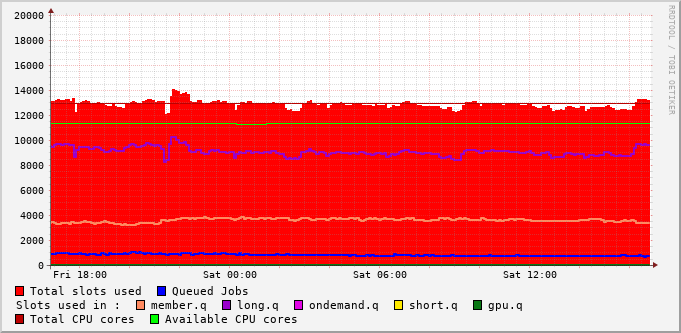 20000
18000
16000
14000
12000
10000
8000
6000
4000
2000
0
Fri 18:00 Sat 00:00 Sat 06:00 Sat 12:00
RRDTOOL / TOBI OETIKER
Total slots used Queued Jobs
Slots used in : member.q long.q ondemand.q short.q gpu.q
Total CPU cores Available CPU cores